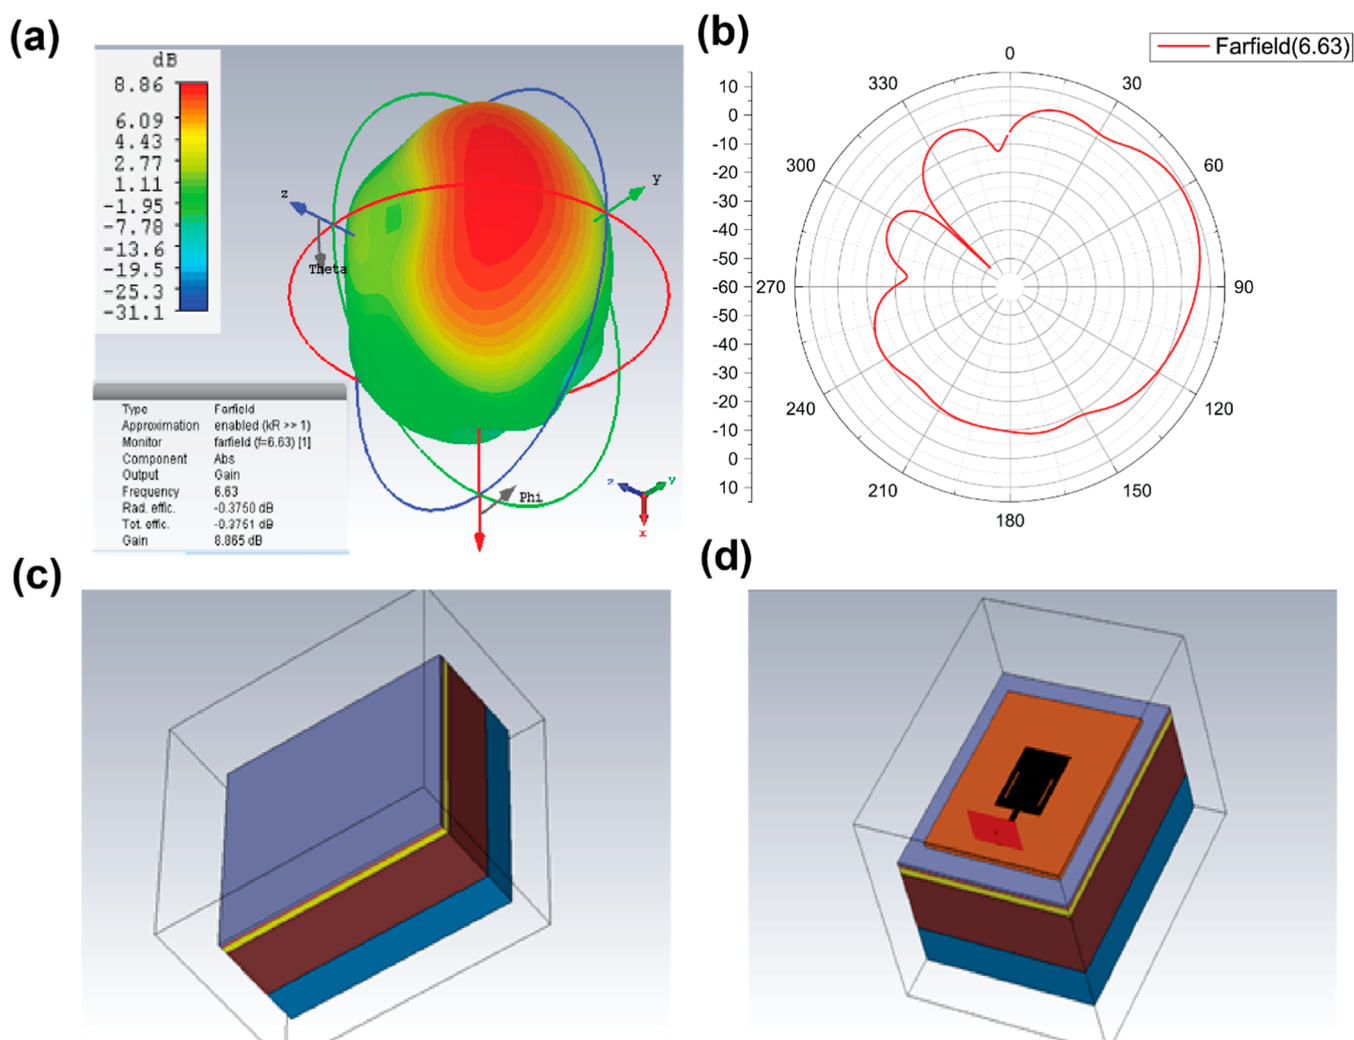 (a)
dB
8.86
6.09
4.43
2.77
1.11
-1.95
-7.78
-13.6
-19.5
-25.3
-31.1
z
y
Theta
Phi
z
y
x
Type Farfield
Approximation enabled (kR >> 1)
Monitor farfield (f=6.63) [1]
Component Abs
Output Gain
Frequency 6.63
Rad. effic. -0.3750 dB
Tot. effic. -0.3751 dB
Gain 8.865 dB
(b)
Farfield(6.63)
10
0
-10
-20
-30
-40
-50
-60
-50
-40
-30
-20
-10
0
10
0
30
60
90
120
150
180
210
240
270
300
330
(c)
(d)